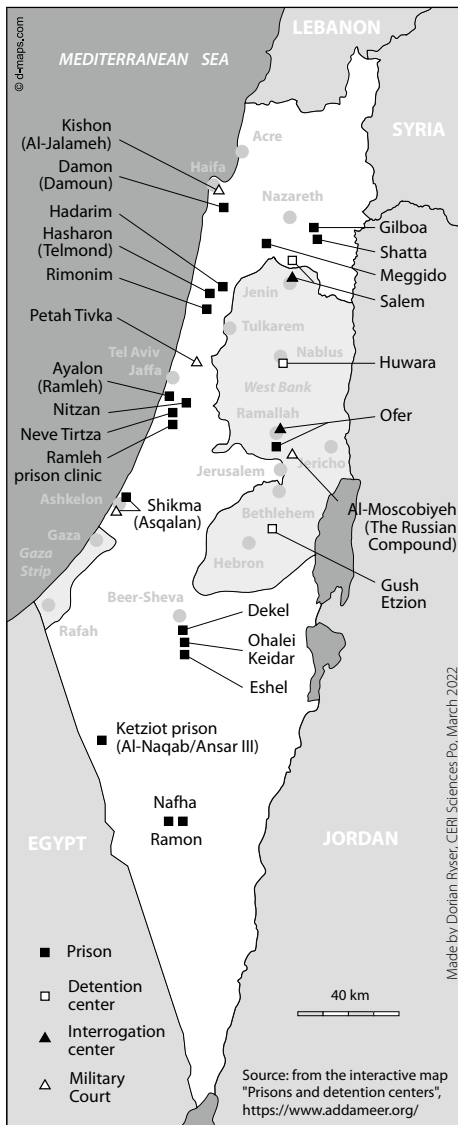 © d-maps.com
LEBANON
MEDITERRANEAN SEA
SYRIA
Kishon
(Al-Jalameh)
Acre
Damon
(Damoun)
Haifa
Hadarim
Nazareth
Gilboa
Hasharon
(Telmond)
Shatta
Meggido
Rimonim
Jenin
Salem
Petah Tivka
Tulkarem
Tel Aviv
Jaffa
Nablus
Huwara
Ayalon
(Ramleh)
West Bank
Nitzan
Ramallah
Ofer
Neve Tirtza
Ramleh
prison clinic
Jerusalem
Jericho
Ashkelon
Shikma
(Asqalan)
Bethlehem
Al-Moscobiyeh
(The Russian
Compound)
Gaza
Gaza
Strip
Hebron
Gush
Etzion
Beer-Sheva
Rafah
Dekel
Ohalei
Keidar
Eshel
Ketziot prison
(Al-Naqab/Ansar III)
Nafha
Ramon
EGYPT
JORDAN
Prison
Detention
center
Interrogation
center
Military
Court
40 km
Source: from the interactive map
"Prisons and detention centers",
https://www.addameer.org/
Made by Dorian Ryser, CERI Sciences Po, March 2022